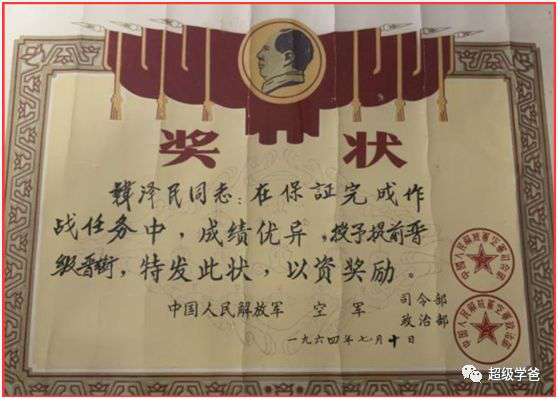 奖状
韓泽民同志：在保証完成作
战任务中，成绩优异，授予提前晋
级晋衔，特发此状，以资奖励。
中国人民解放军 空军 司令部
政治部
一九六四年七月十日
超级学爸